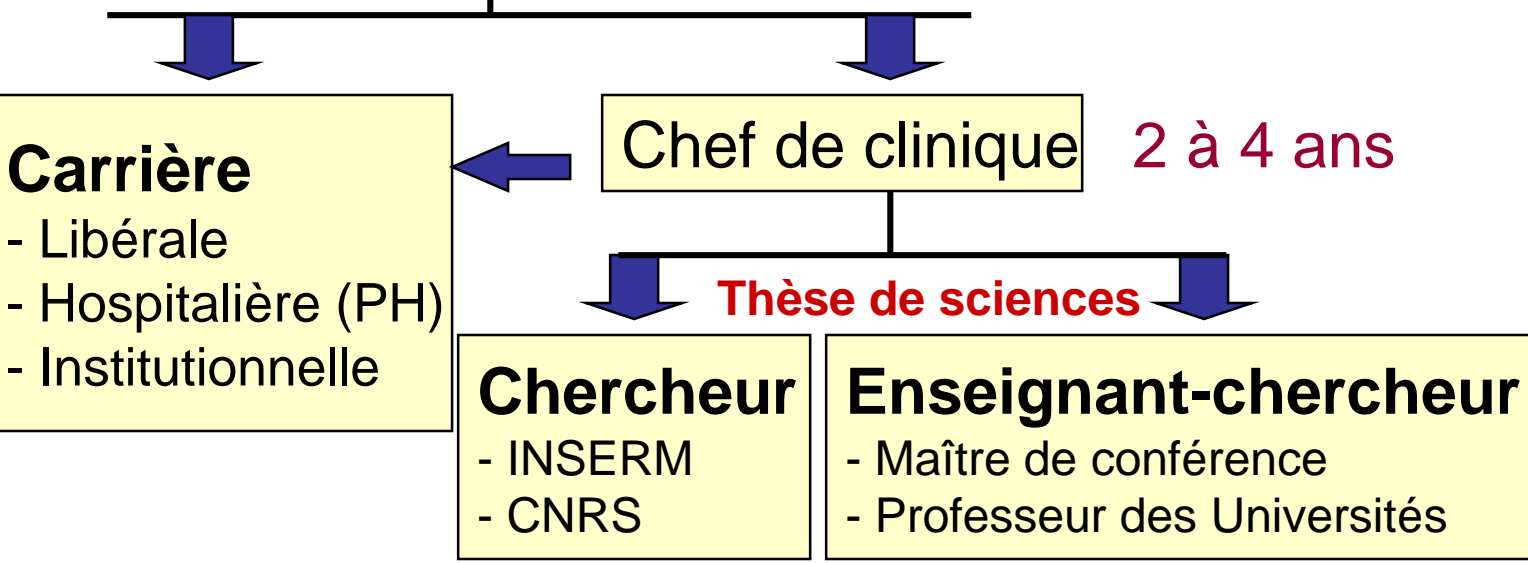 Carrière
- Libérale
- Hospitalière (PH)
- Institutionnelle
Chef de clinique
2 à 4 ans
Thèse de sciences
Chercheur
- INSERM
- CNRS
Enseignant-chercheur
- Maître de conférence
- Professeur des Universités